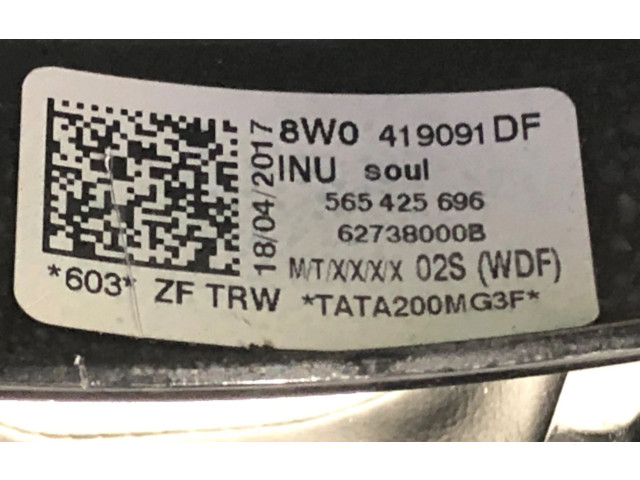 18/04/2017
8W0 419091 DF
INU soul
565 425 696
62738000B
M/T/X/X/X/X 02S (WDF)
*603* ZF TRW *TATA200MG3F*